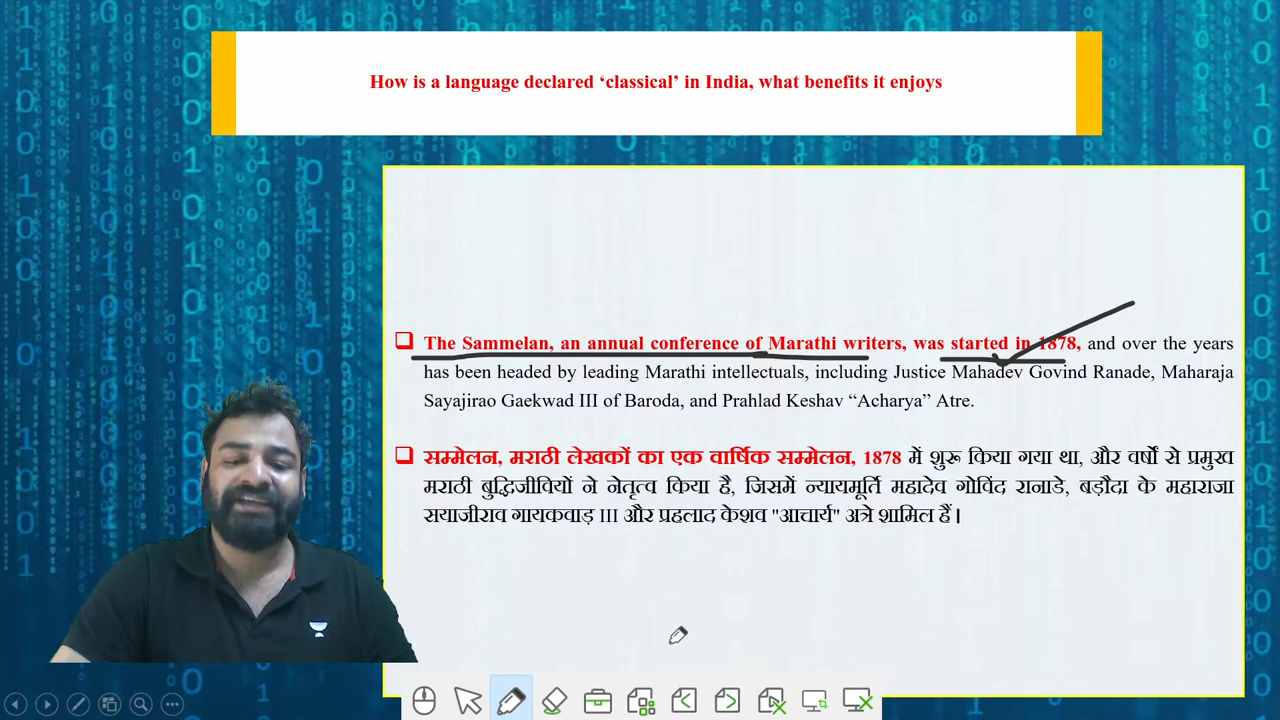 How is a language declared ‘classical’ in India, what benefits it enjoys
The Sammelan, an annual conference of Marathi writers, was started in 1878, and over the years
has been headed by leading Marathi intellectuals, including Justice Mahadev Govind Ranade, Maharaja
Sayajirao Gaekwad III of Baroda, and Prahlad Keshav “Acharya” Atre.
सम्मेलन, मराठी लेखकों का एक वार्षिक सम्मेलन, 1878 में शुरू किया गया था, और वर्षों से प्रमुख
मराठी बुद्धिजीवियों ने नेतृत्व किया है, जिसमें न्यायमूर्ति महादेव गोविंद रानाडे, बड़ौदा के महाराजा
सयाजीराव गायकवाड़ III और प्रहलाद केशव "आचार्य" अत्रे शामिल हैं।